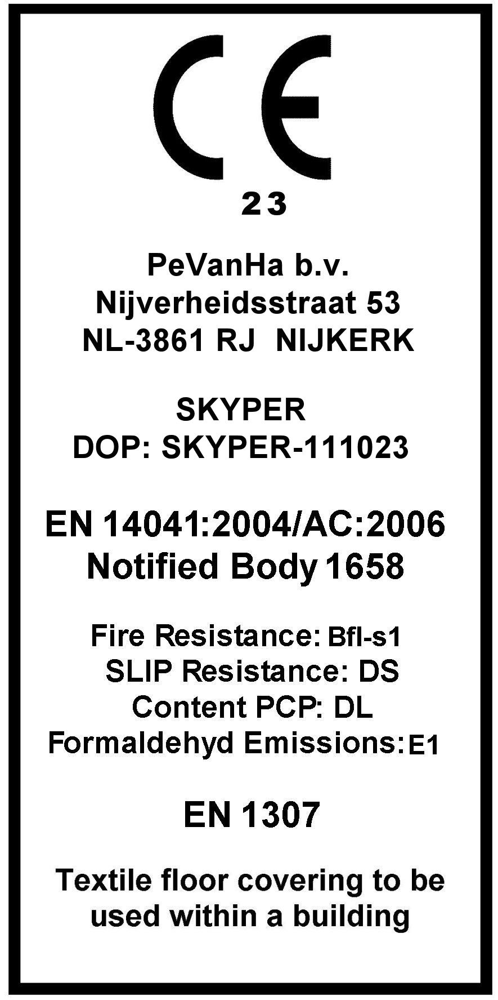 CE
23
PeVanHa b.v.
Nijverheidsstraat 53
NL-3861 RJ NIJKERK
SKYPER
DOP: SKYPER-111023
EN 14041:2004/AC:2006
Notified Body 1658
Fire Resistance: Bfl-s1
SLIP Resistance: DS
Content PCP: DL
Formaldehyd Emissions: E1
EN 1307
Textile floor covering to be
used within a building